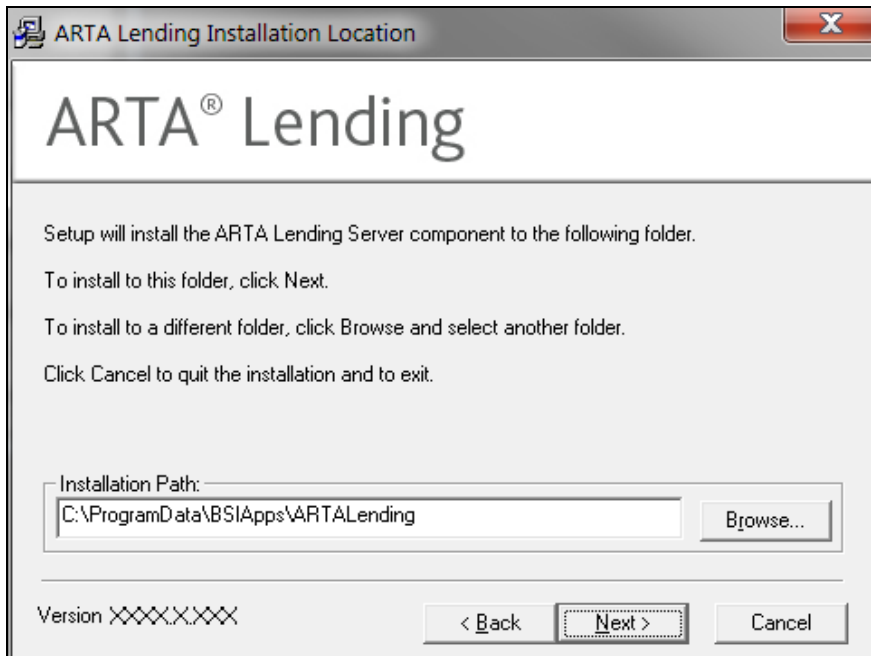 ARTA Lending Installation Location
ARTA® Lending
Setup will install the ARTA Lending Server component to the following folder.
To install to this folder, click Next.
To install to a different folder, click Browse and select another folder.
Click Cancel to quit the installation and to exit.
Installation Path:
C:\ProgramData\BSIApps\ARTALending
Browse...
Version XXXX.X.XXX
< Back
Next >
Cancel